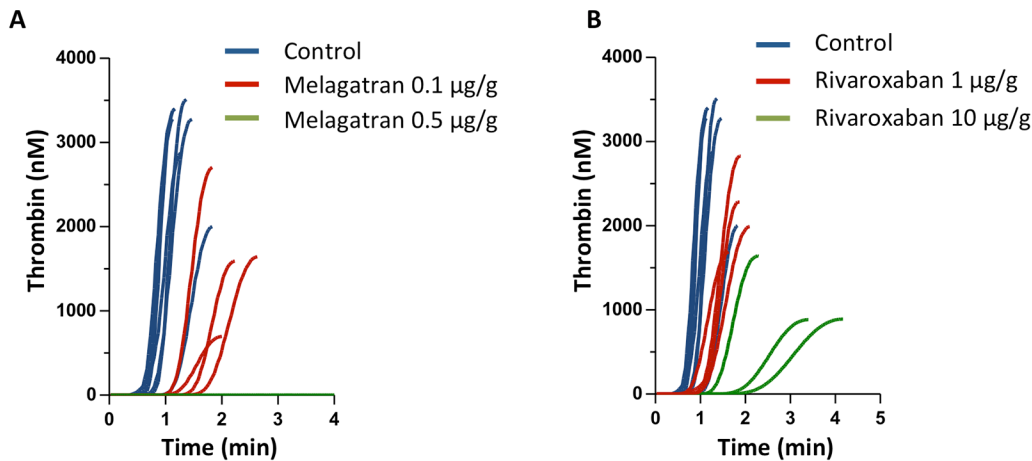 A
Control
Melagatran 0.1 µg/g
Melagatran 0.5 µg/g
Thrombin (nM)
4000
3000
2000
1000
0
0 1 2 3 4
Time (min)
B
Control
Rivaroxaban 1 µg/g
Rivaroxaban 10 µg/g
Thrombin (nM)
4000
3000
2000
1000
0
0 1 2 3 4 5
Time (min)